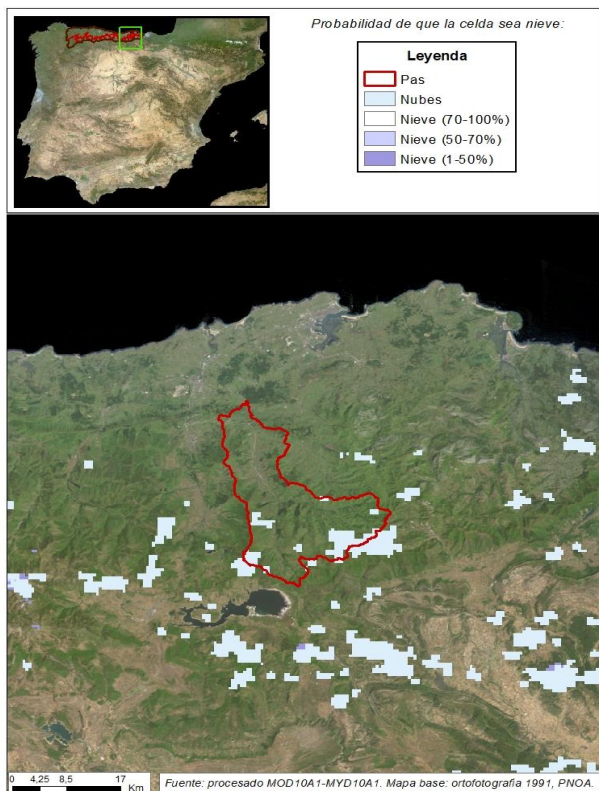 Probabilidad de que la celda sea nieve:
Leyenda
Pas
Nubes
Nieve (70-100%)
Nieve (50-70%)
Nieve (1-50%)
0 4,25 8,5 17
Km
Fuente: procesado MOD10A1-MYD10A1. Mapa base: ortofotografia 1991, PNOA.